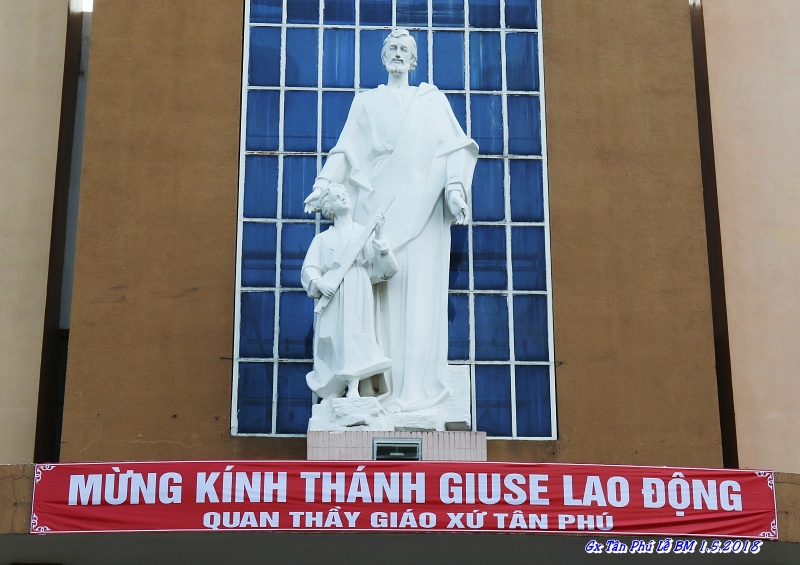 MỪNG KÍNH THÁNH GIUSE LAO ĐỘNG
QUAN THẦY GIÁO XỨ TÂN PHÚ
Gx Tân Phú Lễ BM 1.5.2018